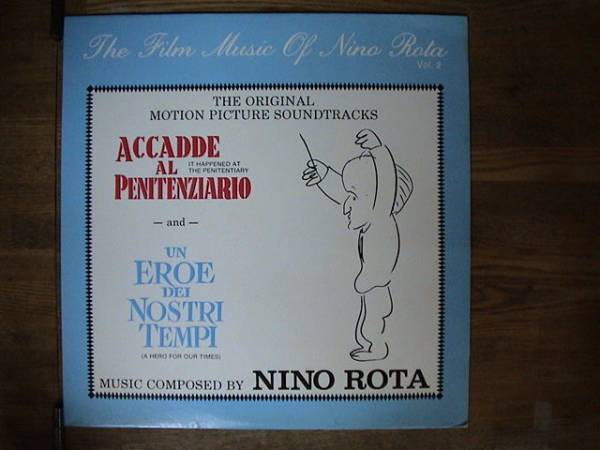 The Film Music Of Nino Rota
Vol. 2
THE ORIGINAL
MOTION PICTURE SOUNDTRACKS
ACCADDE
AL
IT HAPPENED AT
THE PENITENTIARY
PENITENZIARIO
— and —
UN
EROE
DEI
NOSTRI
TEMPI
(A HERO FOR OUR TIMES)
MUSIC COMPOSED BY NINO ROTA